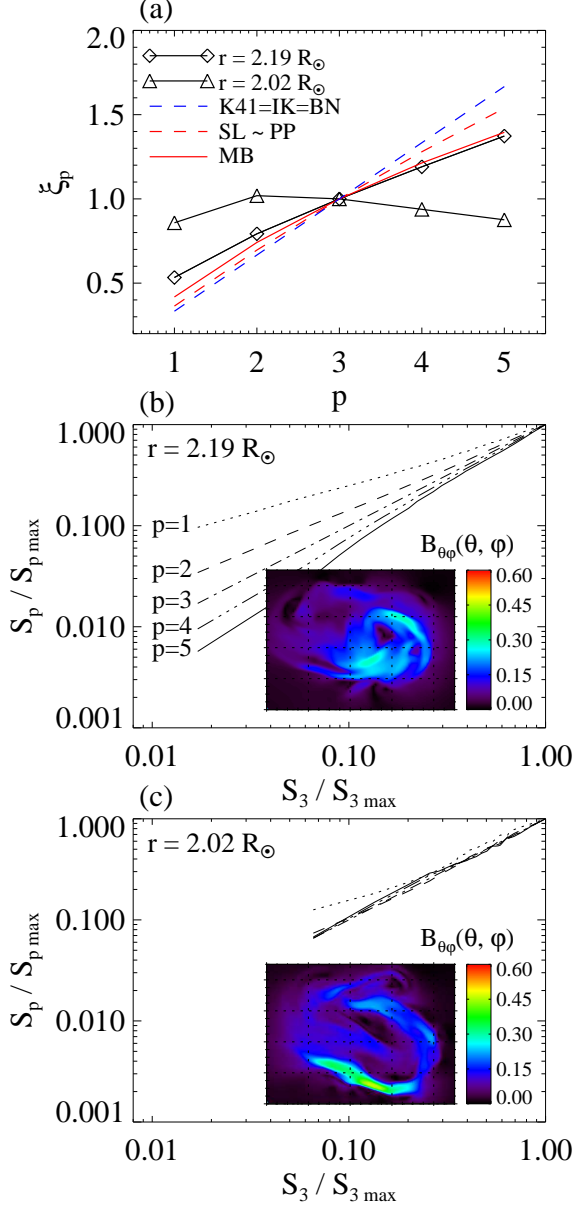 (a)
2.0
r = 2.19 R⊙
r = 2.02 R⊙
K41=IK=BN
SL ~ PP
MB
1.5
1.0
0.5
ξp
1 2 3 4 5
p
(b)
1.000
r = 2.19 R⊙
0.100
p=1
p=2
p=3
p=4
p=5
0.010
0.001
Sp / Sp max
Bθφ(θ, φ)
0.60
0.45
0.30
0.15
0.00
0.01 0.10 1.00
S3 / S3 max
(c)
1.000
r = 2.02 R⊙
0.100
0.010
0.001
Sp / Sp max
Bθφ(θ, φ)
0.60
0.45
0.30
0.15
0.00
0.01 0.10 1.00
S3 / S3 max